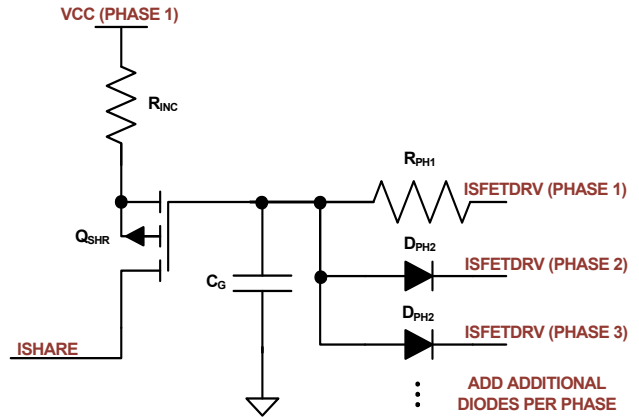 VCC (PHASE 1)
RINC
RPH1
ISFETDRV (PHASE 1)
QSHR
DPH2
ISFETDRV (PHASE 2)
CG
DPH2
ISFETDRV (PHASE 3)
ISHARE
ADD ADDITIONAL
DIODES PER PHASE